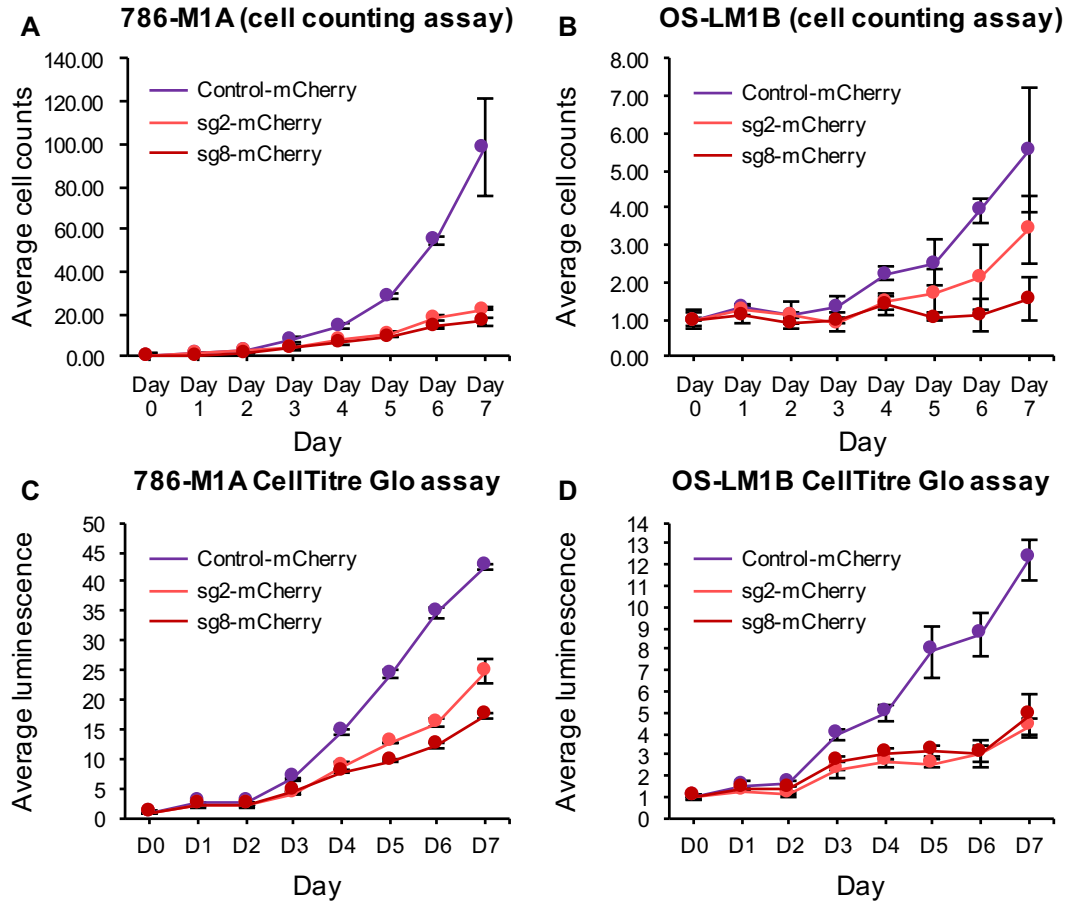 A
786-M1A (cell counting assay)
Average cell counts
140.00
120.00
100.00
80.00
60.00
40.00
20.00
0.00
Control-mCherry
sg2-mCherry
sg8-mCherry
Day 0
Day 1
Day 2
Day 3
Day 4
Day 5
Day 6
Day 7
Day
B
OS-LM1B (cell counting assay)
Average cell counts
8.00
7.00
6.00
5.00
4.00
3.00
2.00
1.00
0.00
Control-mCherry
sg2-mCherry
sg8-mCherry
Day 0
Day 1
Day 2
Day 3
Day 4
Day 5
Day 6
Day 7
Day
C
786-M1A CellTitre Glo assay
Average luminescence
50
45
40
35
30
25
20
15
10
5
0
Control-mCherry
sg2-mCherry
sg8-mCherry
D0 D1 D2 D3 D4 D5 D6 D7
Day
D
OS-LM1B CellTitre Glo assay
Average luminescence
14
13
12
11
10
9
8
7
6
5
4
3
2
1
0
Control-mCherry
sg2-mCherry
sg8-mCherry
D0 D1 D2 D3 D4 D5 D6 D7
Day